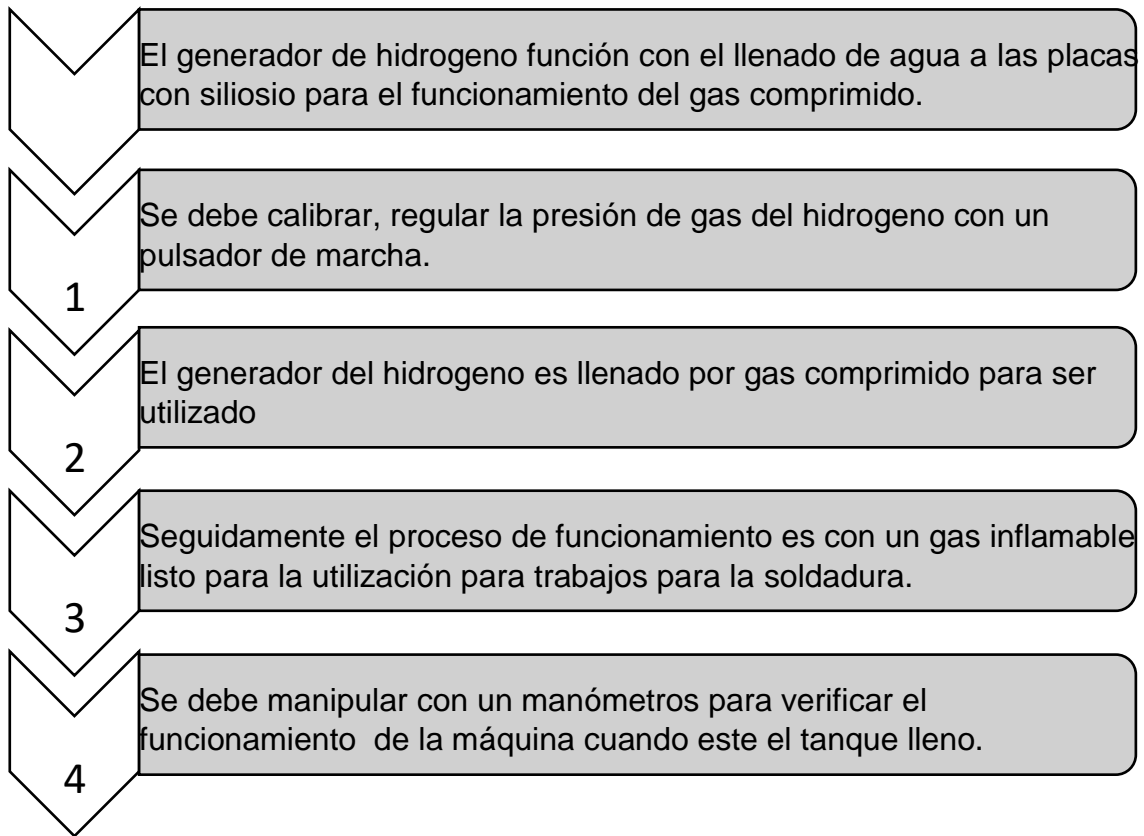 El generador de hidrogeno función con el llenado de agua a las placas
con siliosio para el funcionamiento del gas comprimido.
Se debe calibrar, regular la presión de gas del hidrogeno con un
pulsador de marcha.
1
El generador del hidrogeno es llenado por gas comprimido para ser
utilizado
2
Seguidamente el proceso de funcionamiento es con un gas inflamable
listo para la utilización para trabajos para la soldadura.
3
Se debe manipular con un manómetros para verificar el
funcionamiento  de la máquina cuando este el tanque lleno.
4